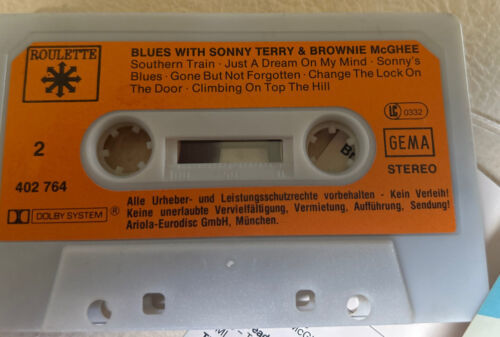 ROULETTE
BLUES WITH SONNY TERRY & BROWNIE McGHEE
Southern Train · Just A Dream On My Mind · Sonny's
Blues · Gone But Not Forgotten · Change The Lock On
The Door · Climbing On Top The Hill
LC 0332
2
GEMA
STEREO
402 764
DOLBY SYSTEM ®
Alle Urheber- und Leistungsschutzrechte vorbehalten - Kein Verleih!
Keine unerlaubte Vervielfältigung, Vermietung, Aufführung, Sendung!
Ariola-Eurodisc GmbH, München.